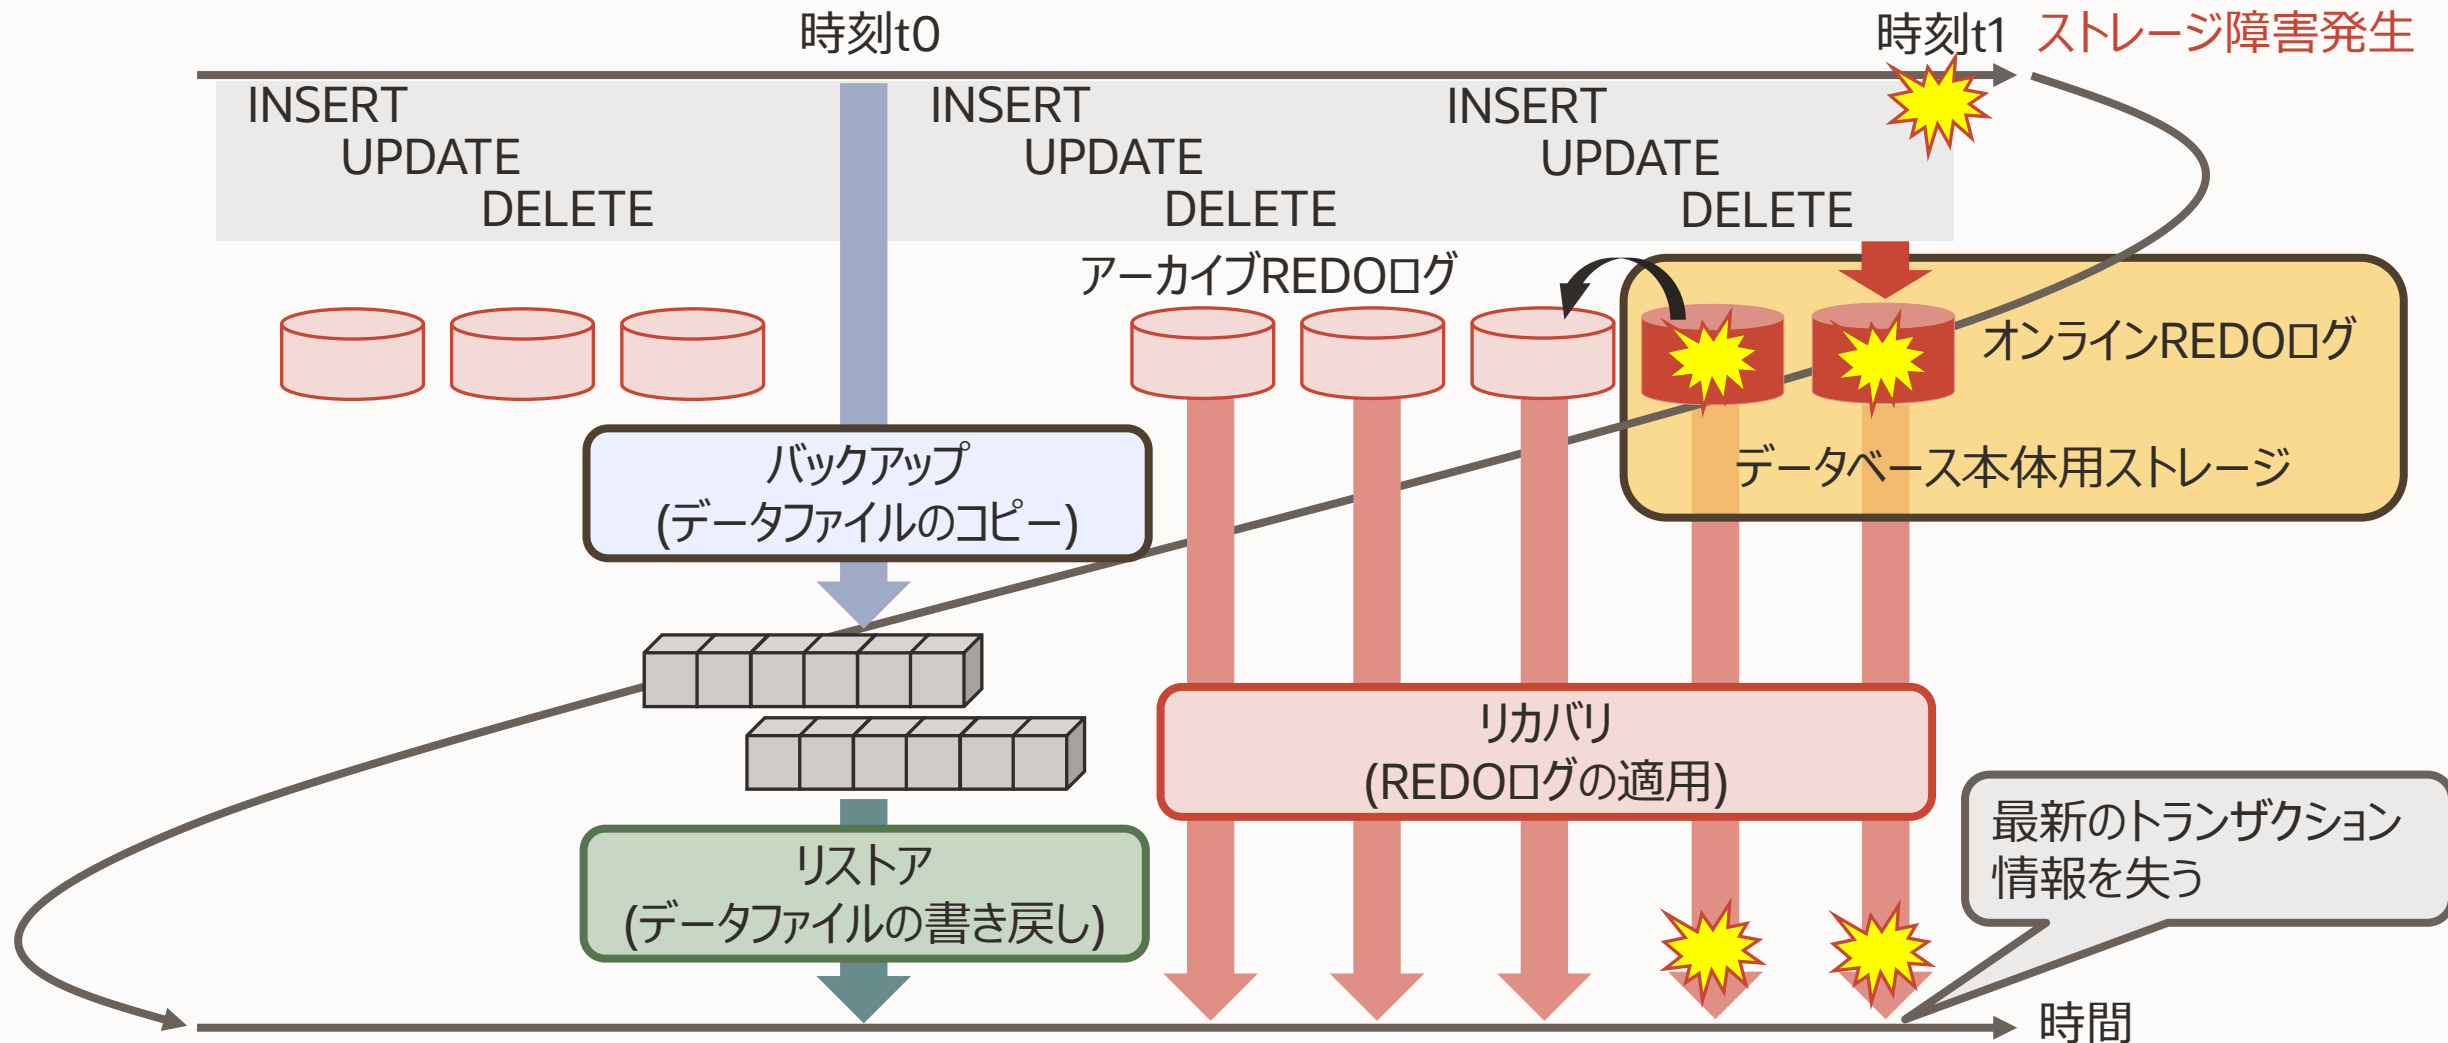 時刻t0
時刻t1 ストレージ障害発生
INSERT
UPDATE
DELETE
INSERT
UPDATE
DELETE
INSERT
UPDATE
DELETE
アーカイブREDOログ
オンラインREDOログ
データベース本体用ストレージ
バックアップ
(データファイルのコピー)
リカバリ
(REDOログの適用)
リストア
(データファイルの書き戻し)
最新のトランザクション
情報を失う
時間